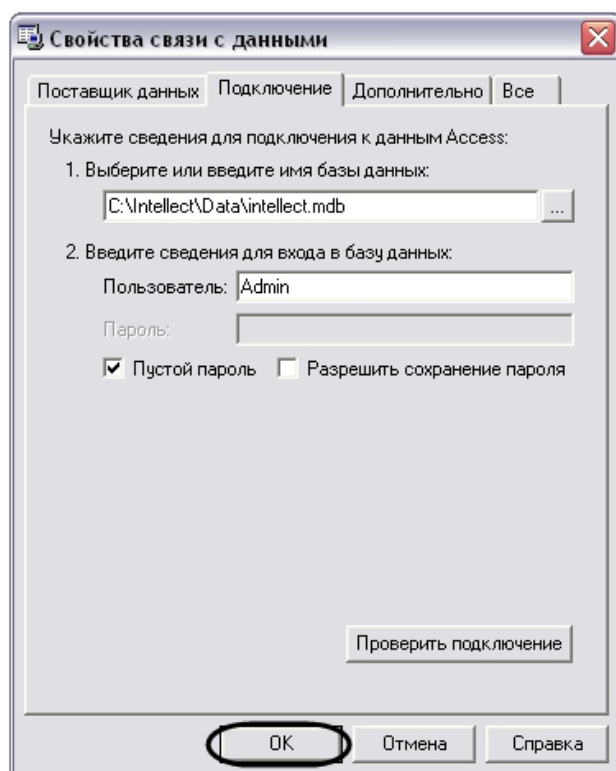 Свойства связи с данными
Поставщик данных Подключение Дополнительно Все
Укажите сведения для подключения к данным Access:
1. Выберите или введите имя базы данных:
C:\Intellect\Data\intellect.mdb ...
2. Введите сведения для входа в базу данных:
Пользователь: Admin
Пароль:
Пустой пароль Разрешить сохранение пароля
Проверить подключение
ОК Отмена Справка